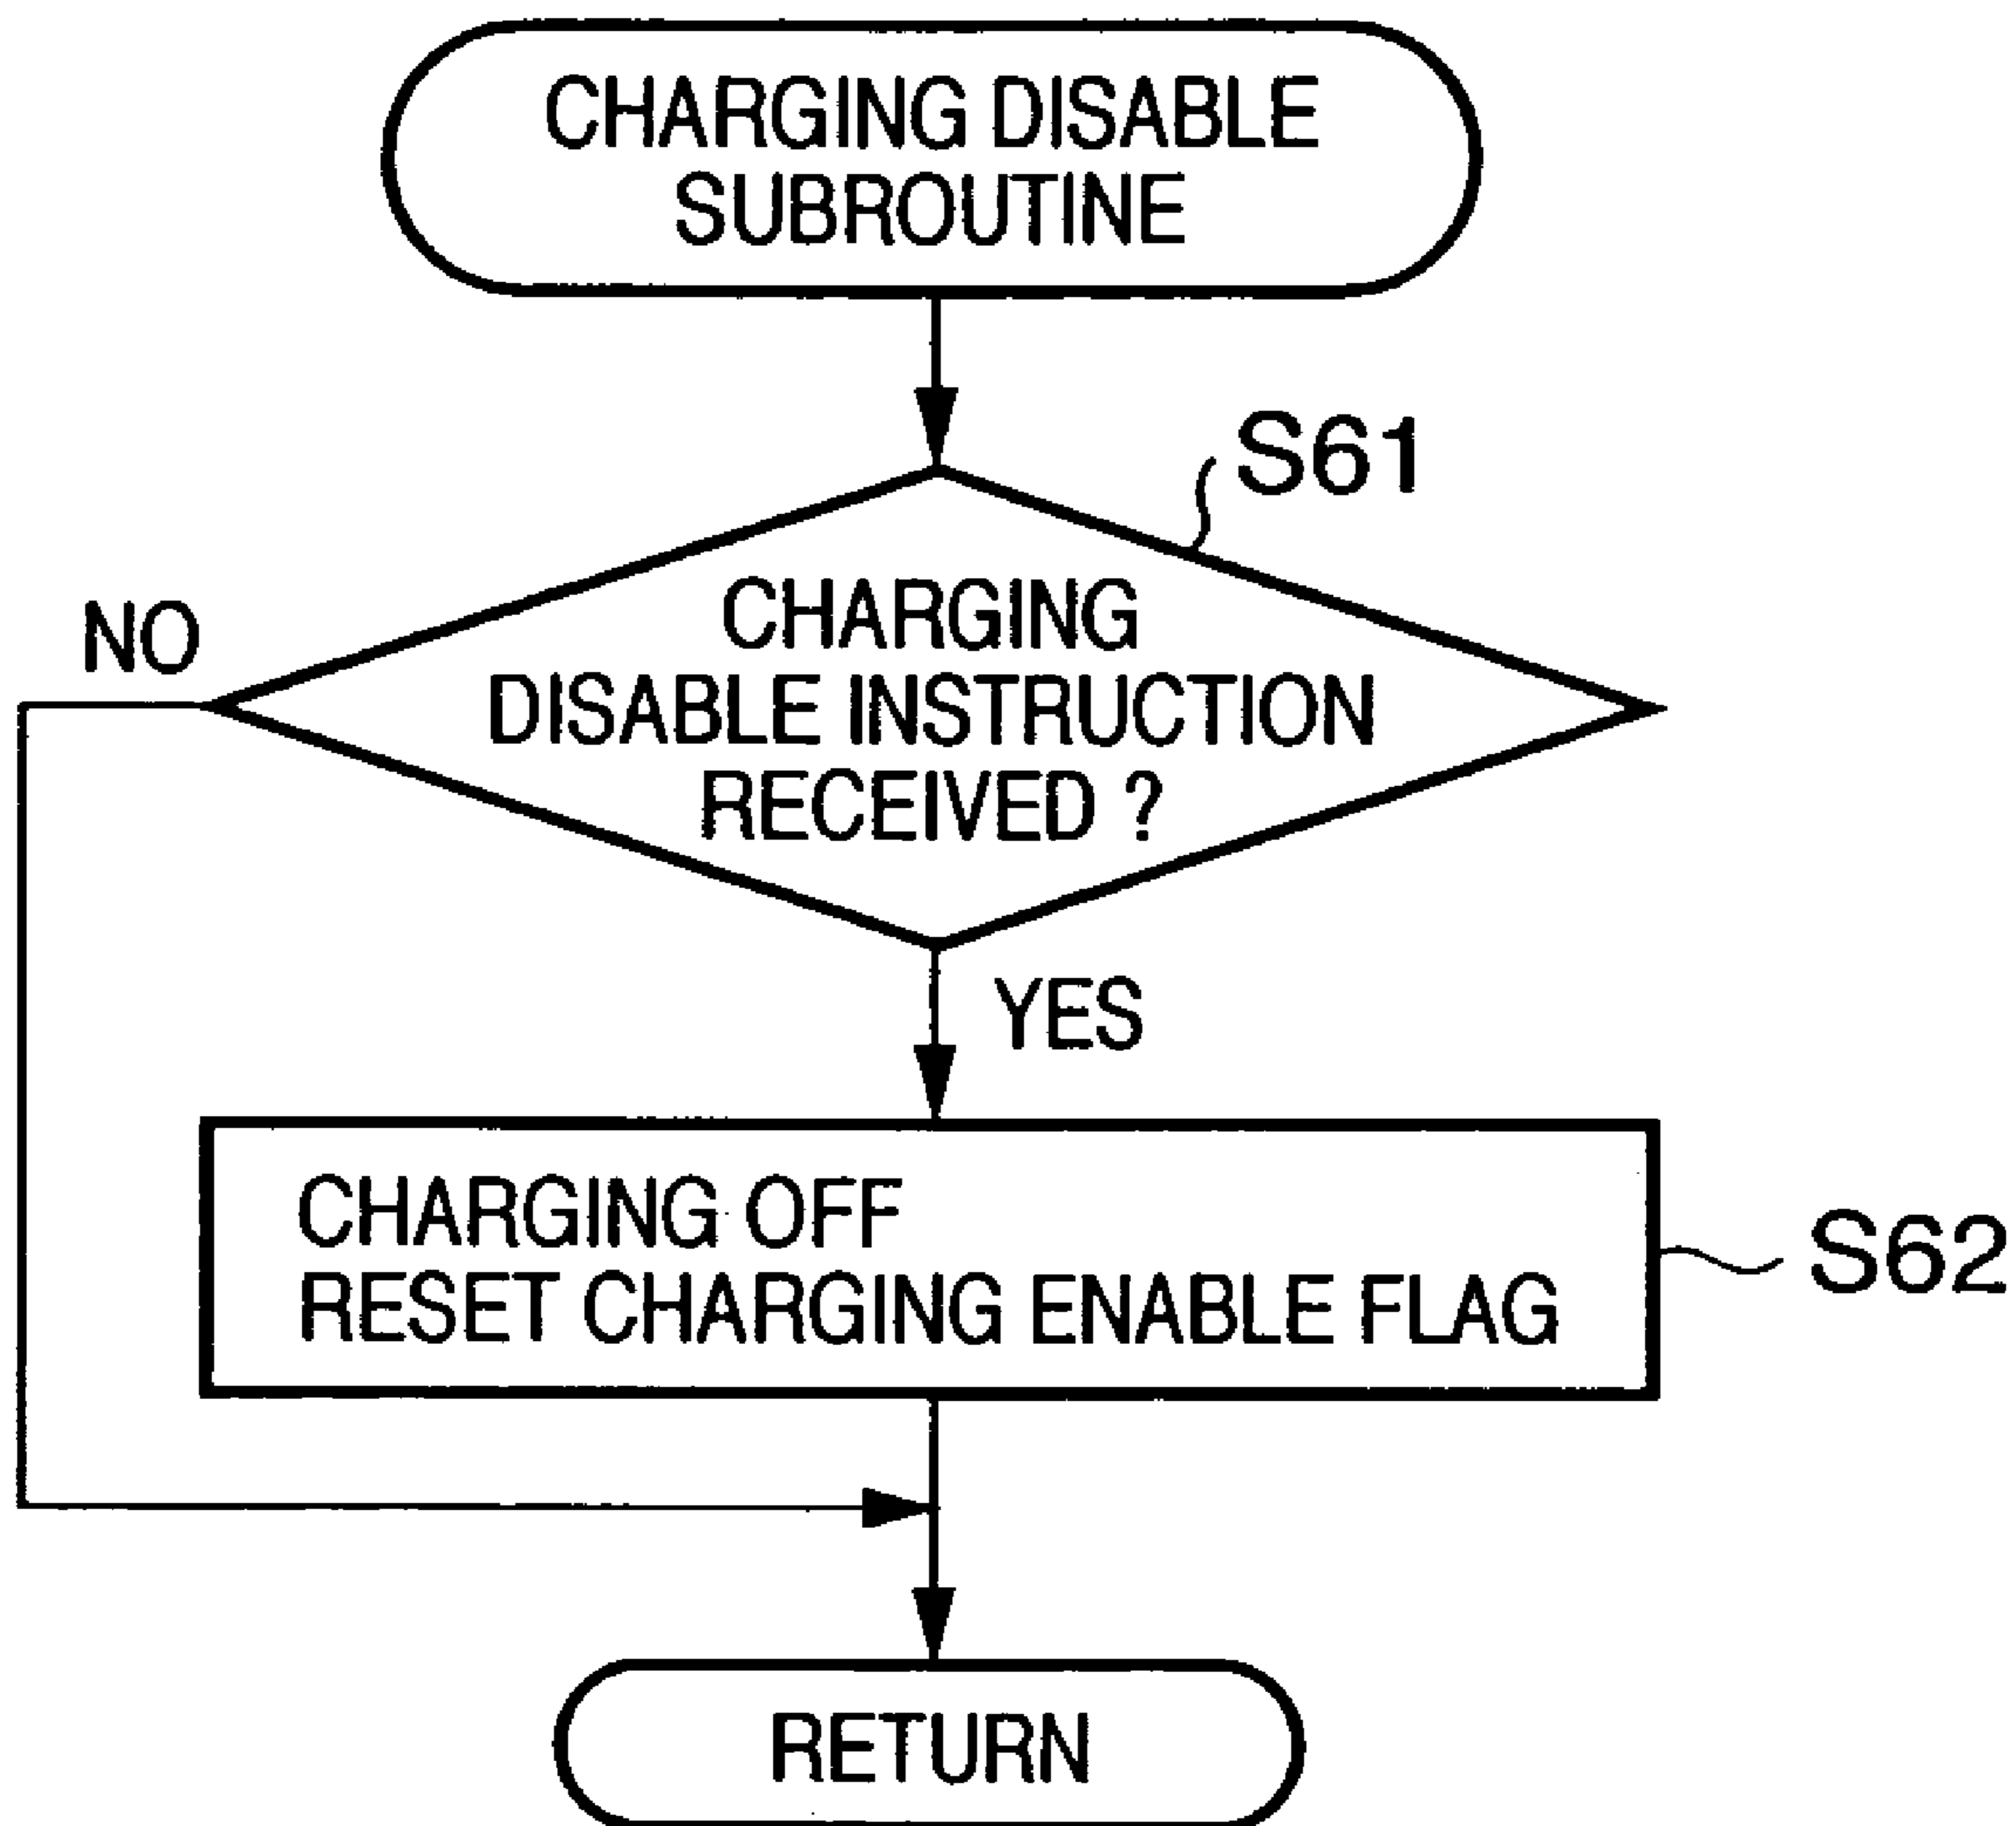 CHARGING DISABLE
SUBROUTINE
S61
NO
CHARGING
DISABLE INSTRUCTION
RECEIVED ?
YES
CHARGING OFF
RESET CHARGING ENABLE FLAG
S62
RETURN